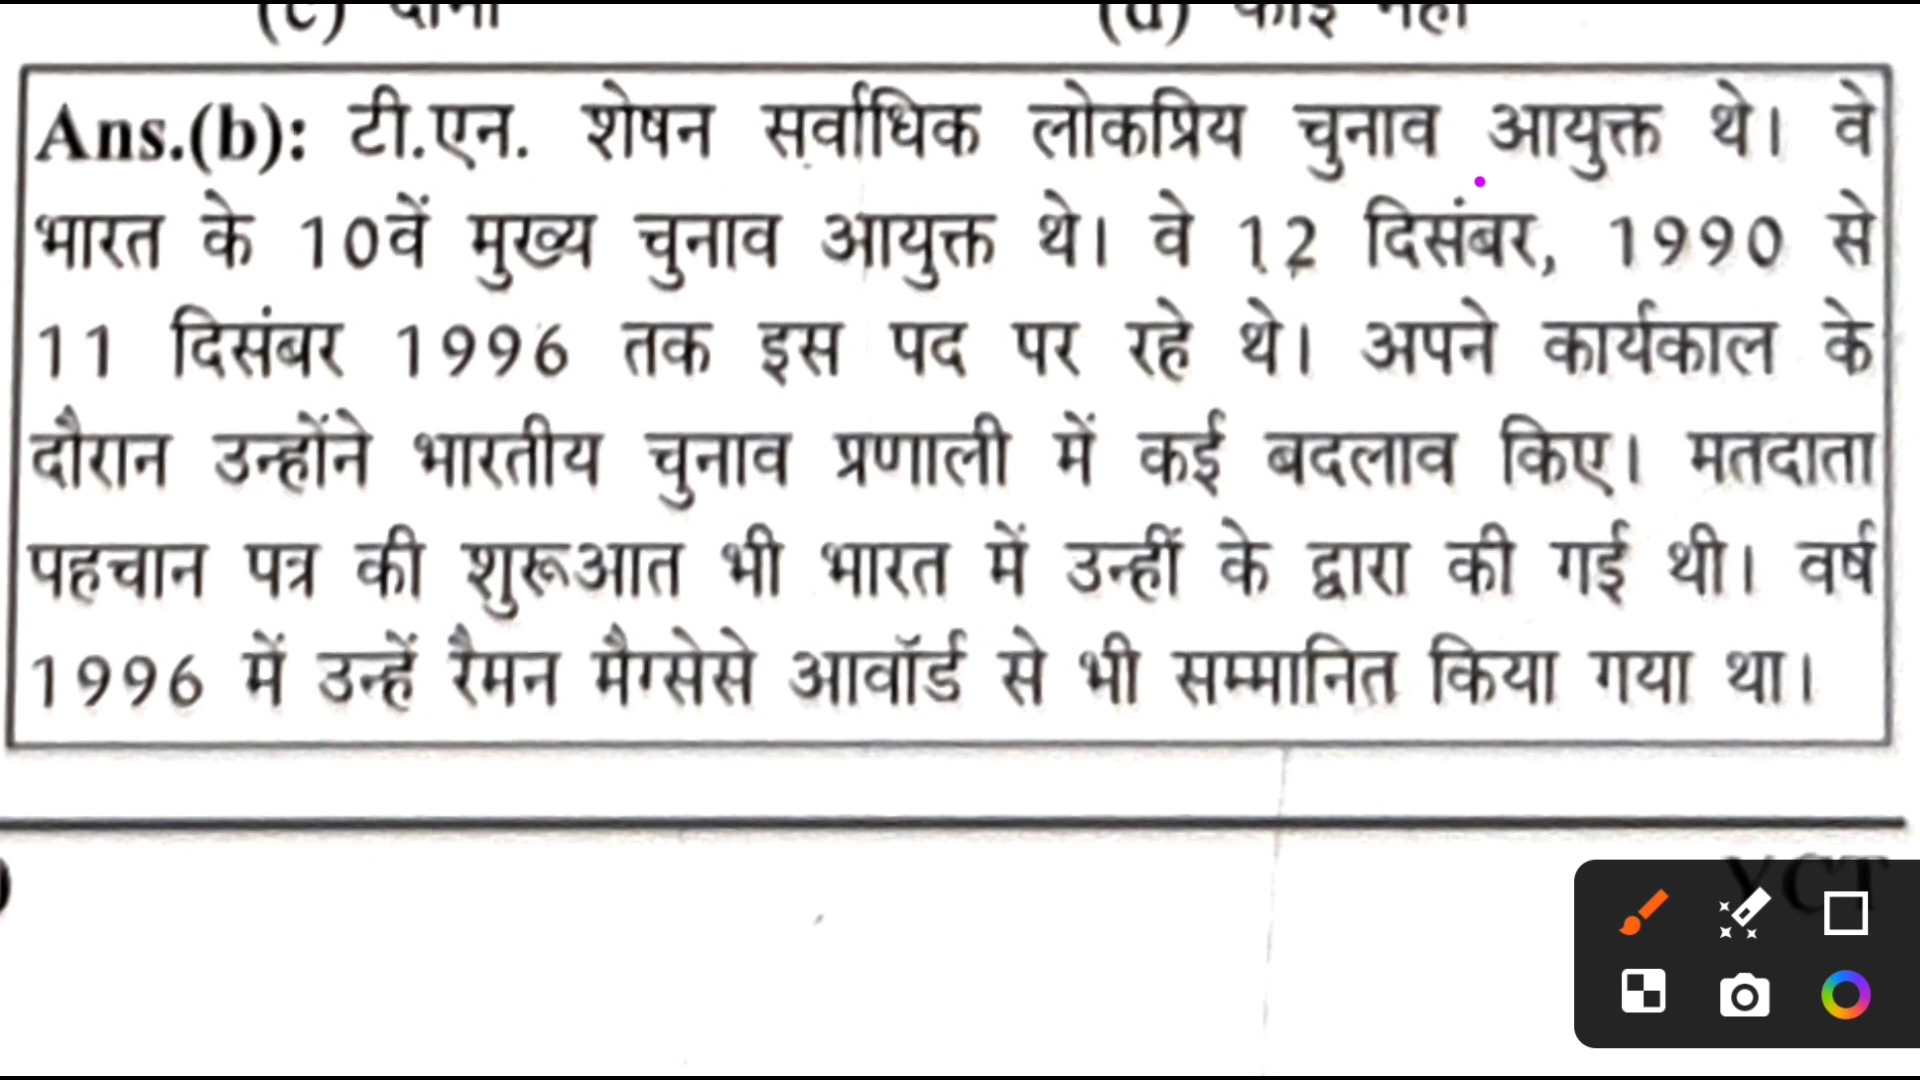 (c) दोनों (d) कोई नहीं
Ans.(b): टी.एन. शेषन सर्वाधिक लोकप्रिय चुनाव आयुक्त थे। वे
भारत के 10वें मुख्य चुनाव आयुक्त थे। वे 12 दिसंबर, 1990 से
11 दिसंबर 1996 तक इस पद पर रहे थे। अपने कार्यकाल के
दौरान उन्होंने भारतीय चुनाव प्रणाली में कई बदलाव किए। मतदाता
पहचान पत्र की शुरूआत भी भारत में उन्हीं के द्वारा की गई थी। वर्ष
1996 में उन्हें रैमन मैग्सेसे आवॉर्ड से भी सम्मानित किया गया था।
YCT